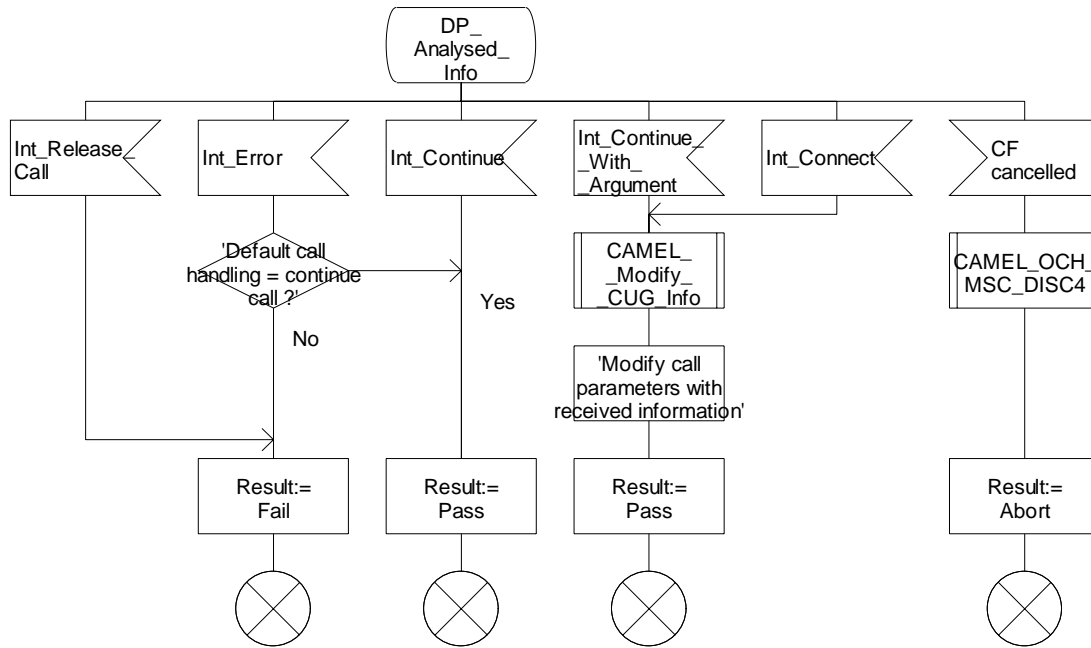 DP_
Analysed_
Info
Int_Release_
Call
Int_Error
Int_Continue
Int_Continue_
_With_
_Argument
Int_Connect
CF
cancelled
'Default call
handling = continue
call ?'
Yes
No
CAMEL_
_Modify_
_CUG_Info
CAMEL_OCH_
MSC_DISC4
'Modify call
parameters with
received information'
Result:=
Fail
Result:=
Pass
Result:=
Pass
Result:=
Abort